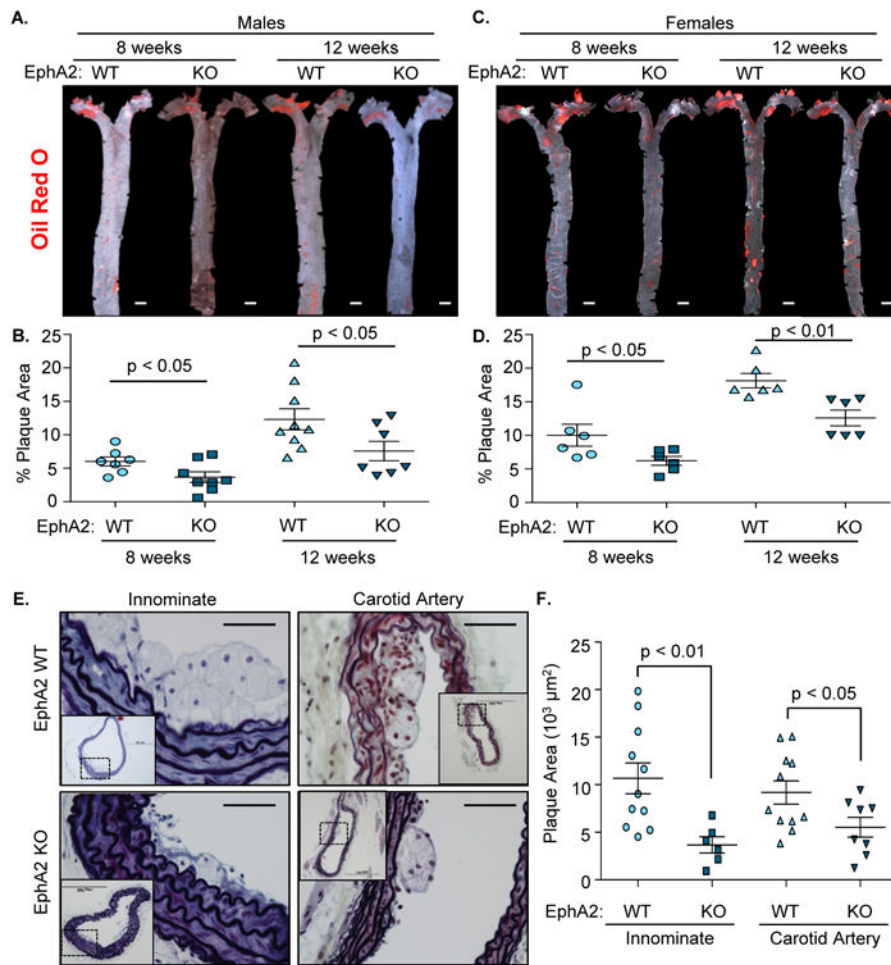 A.
Males
8 weeks
12 weeks
EphA2: WT KO WT KO
Oil Red O
C.
Females
8 weeks
12 weeks
EphA2: WT KO WT KO
B.
% Plaque Area
25
20
15
10
5
0
p < 0.05
p < 0.05
EphA2: WT KO WT KO
8 weeks
12 weeks
D.
% Plaque Area
25
20
15
10
5
0
p < 0.05
p < 0.01
EphA2: WT KO WT KO
8 weeks
12 weeks
E.
Innominate
Carotid Artery
EphA2 WT
EphA2 KO
F.
Plaque Area (10³ µm²)
25
20
15
10
5
0
p < 0.01
p < 0.05
EphA2: WT KO WT KO
Innominate
Carotid Artery